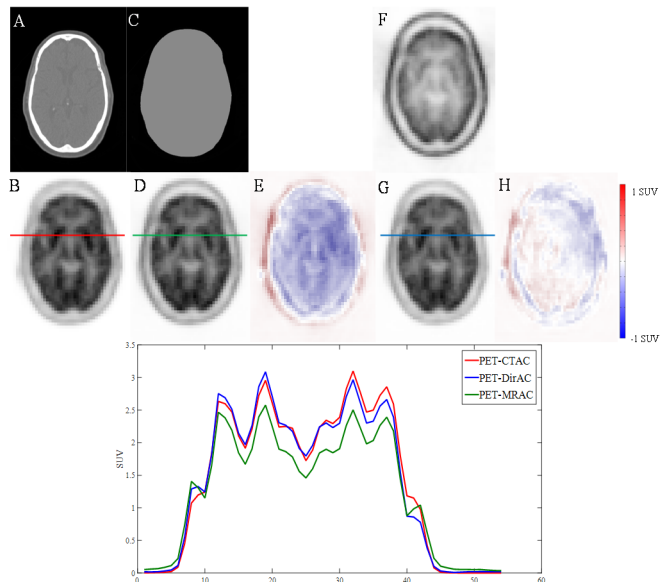 A
C
F
B
D
E
G
H
1 SUV
-1 SUV
3.5
3
2.5
2
1.5
1
0.5
0
SUV
0
10
20
30
40
50
60
PET-CTAC
PET-DirAC
PET-MRAC